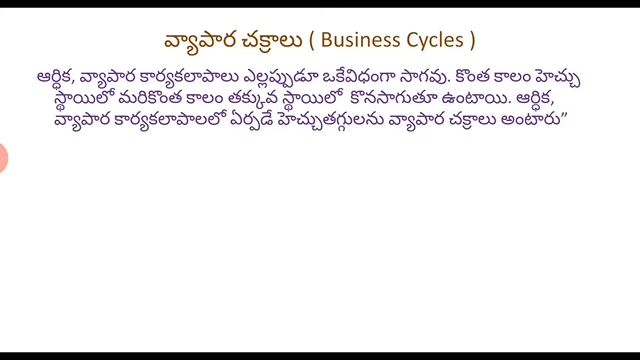 వ్యాపార చక్రాలు ( Business Cycles )
ఆర్థిక, వ్యాపార కార్యకలాపాలు ఎల్లప్పుడూ ఒకేవిధంగా సాగవు. కొంత కాలం హెచ్చు
స్థాయిలో మరికొంత కాలం తక్కువ స్థాయిలో కొనసాగుతూ ఉంటాయి. ఆర్థిక,
వ్యాపార కార్యకలాపాలలో ఏర్పడే హెచ్చుతగ్గులను వ్యాపార చక్రాలు అంటారు”